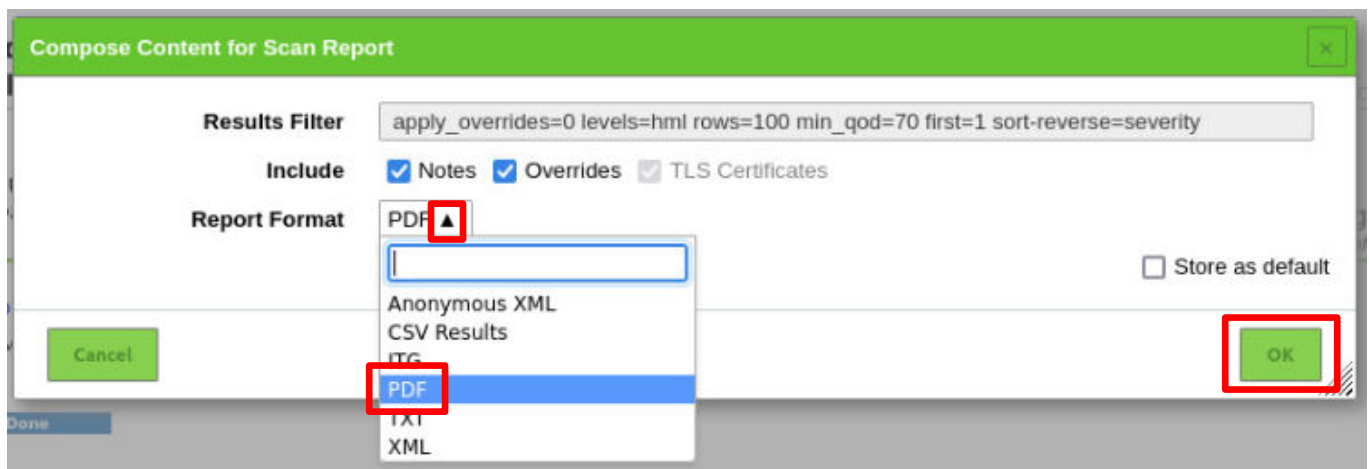 Compose Content for Scan Report
Results Filter apply_overrides=0 levels=hml rows=100 min_qod=70 first=1 sort-reverse=severity
Include Notes Overrides TLS Certificates
Report Format PDF ▲
Store as default
Anonymous XML
CSV Results
ITG
PDF
TXT
XML
Cancel OK
Done